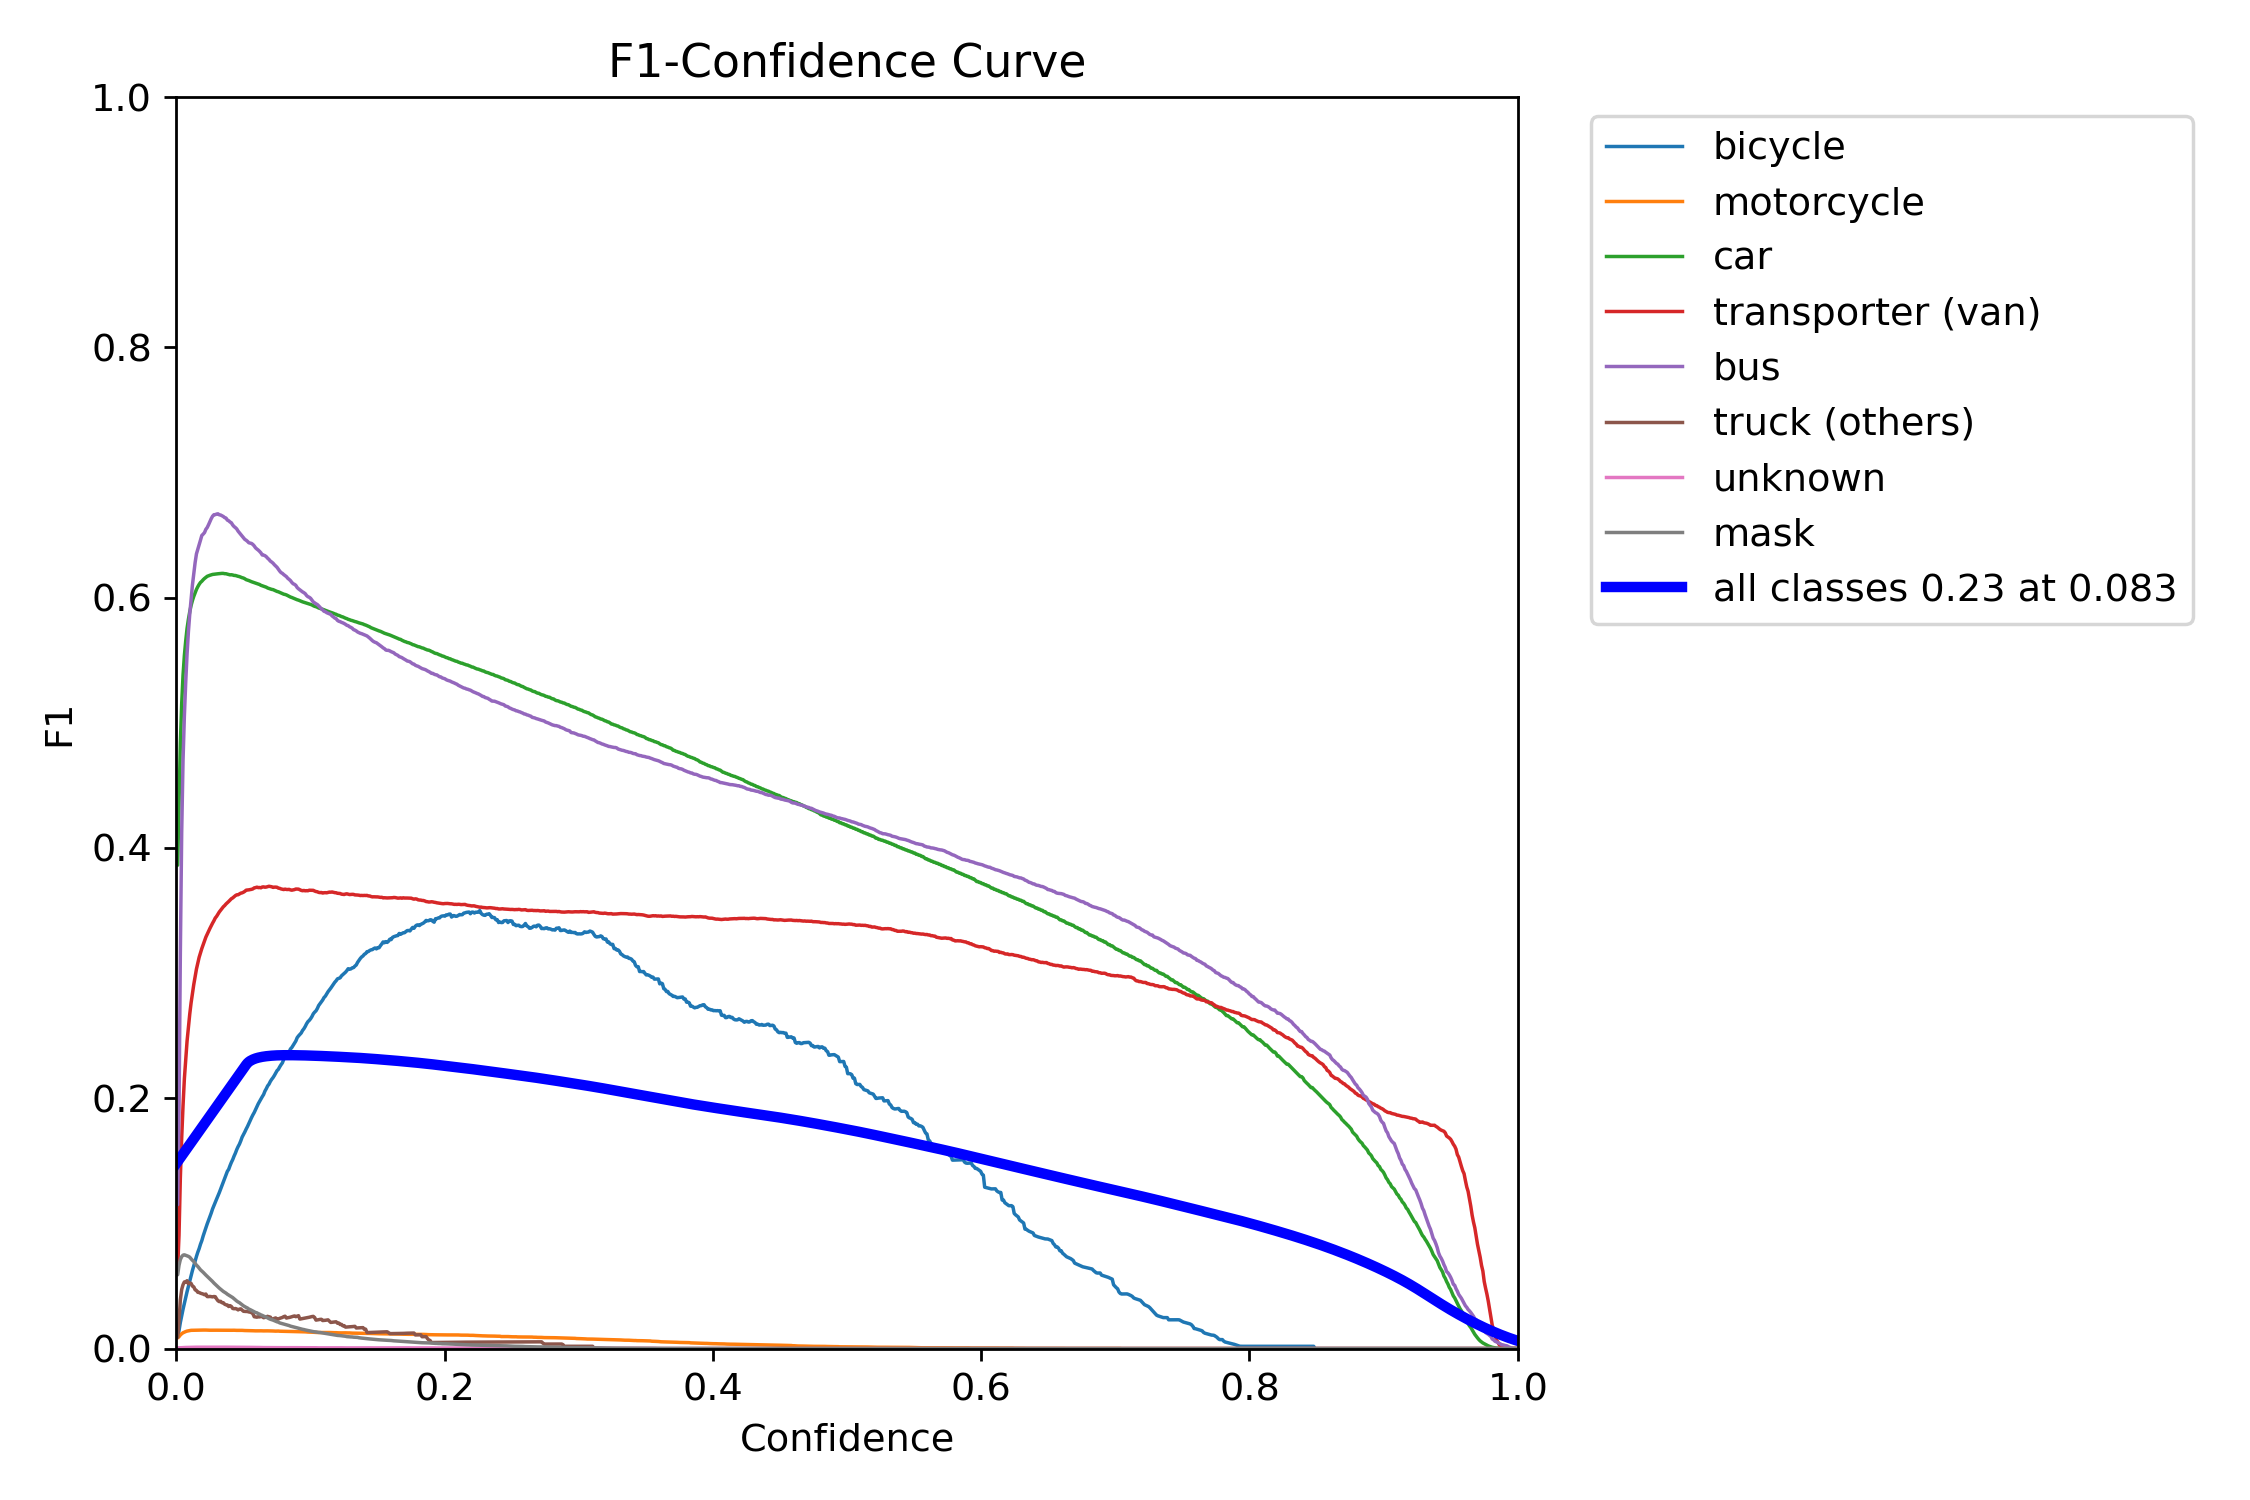 F1-Confidence Curve
1.0
0.8
0.6
0.4
0.2
0.0
F1
0.0 0.2 0.4 0.6 0.8 1.0
Confidence
bicycle
motorcycle
car
transporter (van)
bus
truck (others)
unknown
mask
all classes 0.23 at 0.083